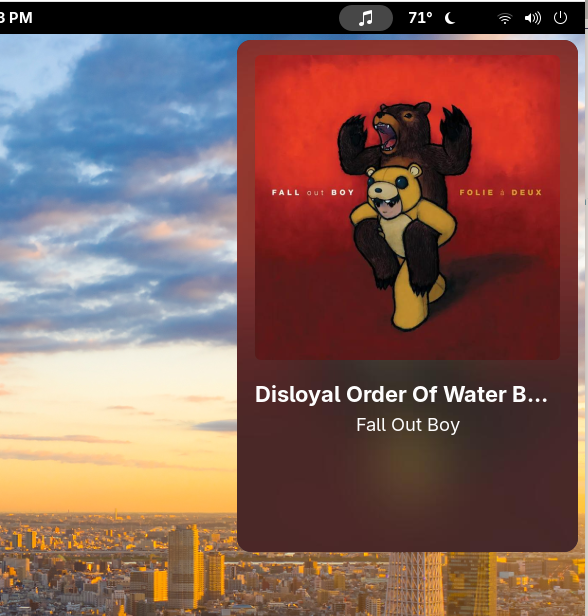 3 PM
71°
FALL out BOY
FOLIE à DEUX
Disloyal Order Of Water B...
Fall Out Boy